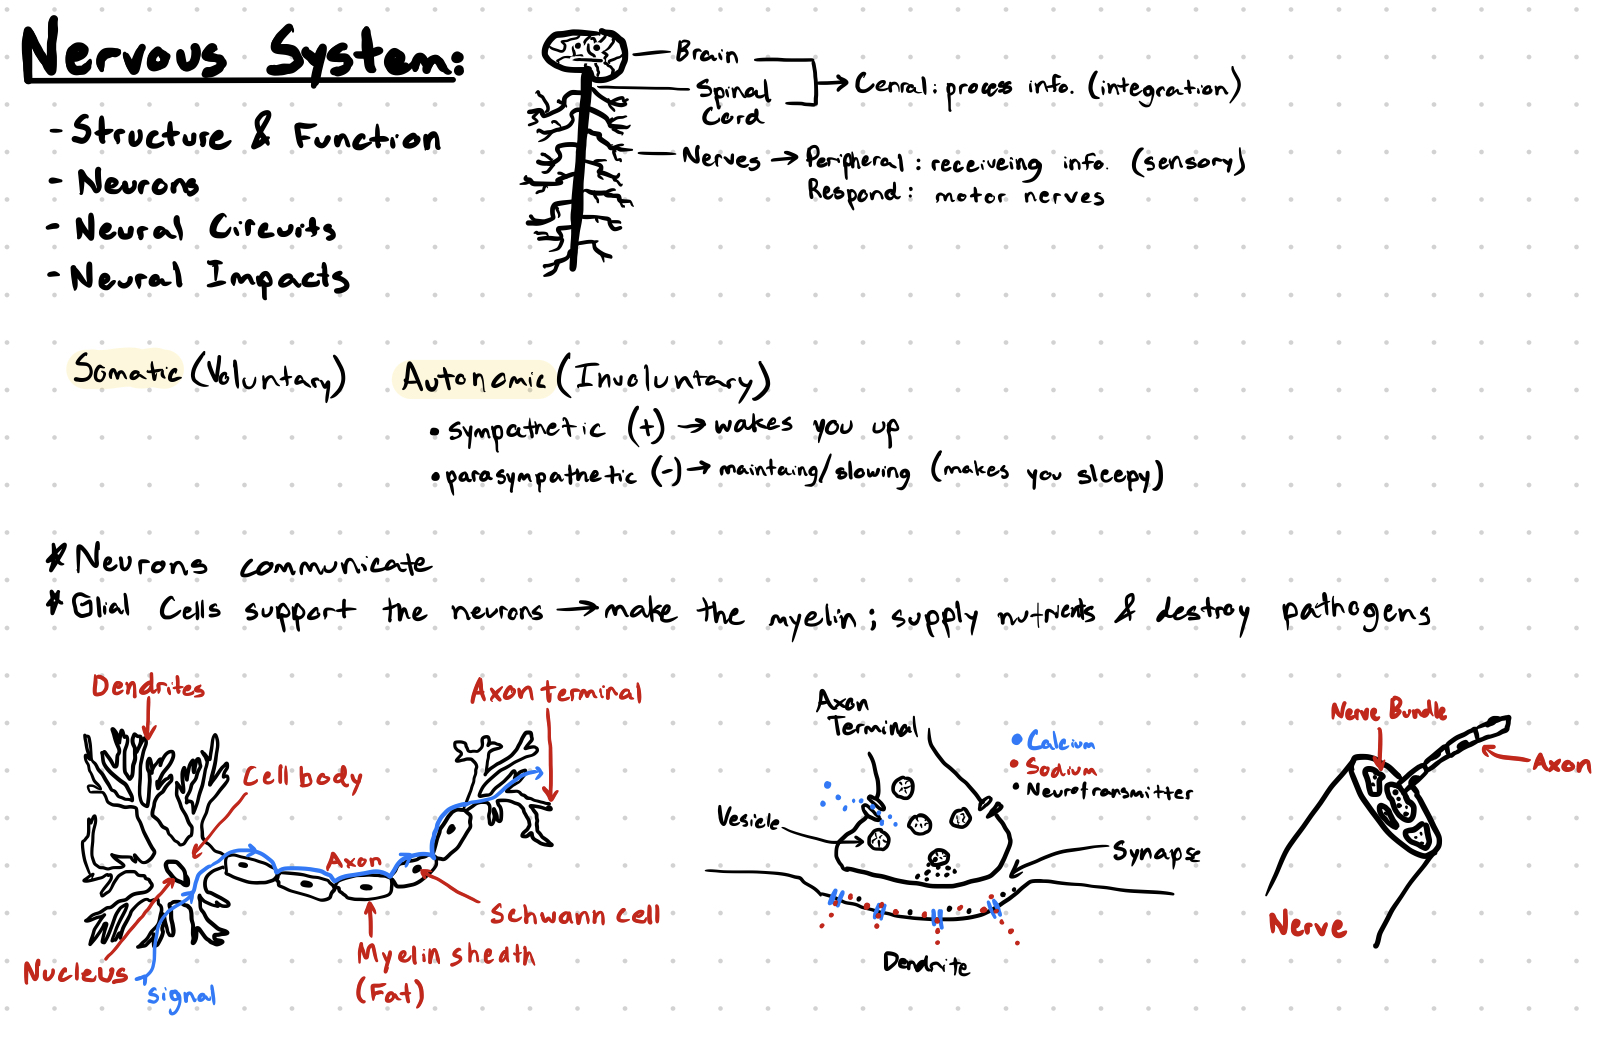 Nervous System:
- Structure & Function
- Neurons
- Neural Circuits
- Neural Impacts
Brain
Spinal
Cord
Cenral: process info. (integration)
Nerves → Peripheral: receiveing info. (sensory)
Respond: motor nerves
Somatic (Voluntary)
Autonomic (Involuntary)
• sympathetic (+) → wakes you up
• parasympathetic (-) → maintaing/slowing (makes you sleepy)
* Neurons communicate
* Glial Cells support the neurons → make the myelin; supply nutrients & destroy pathogens
Dendrites
Cell body
Axon terminal
Axon
Schwann cell
Myelin sheath
(Fat)
Nucleus
signal
Axon
Terminal
• Calcium
• Sodium
• Neurotransmitter
Vesicle
Synapse
Dendrite
Nerve Bundle
Axon
Nerve